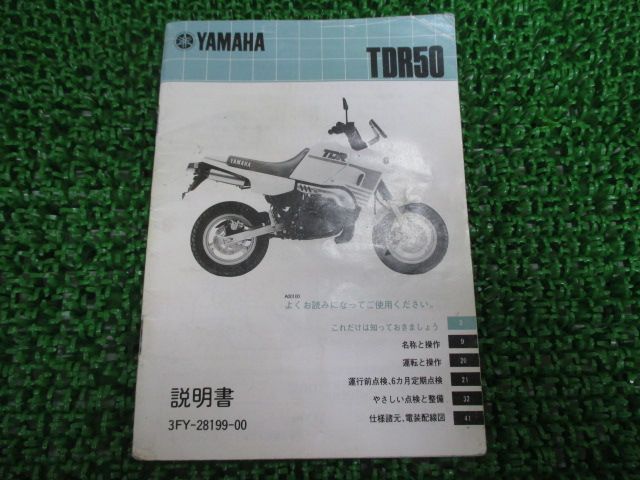 YAMAHA
TDR50
YAMAHA
TDR
よくお読みになってご使用ください。
これだけは知っておきましょう 2
名称と操作 9
運転と操作 20
運行前点検、6カ月定期点検 21
やさしい点検と整備 32
仕様諸元、電装配線図 41
説明書
3FY-28199-00